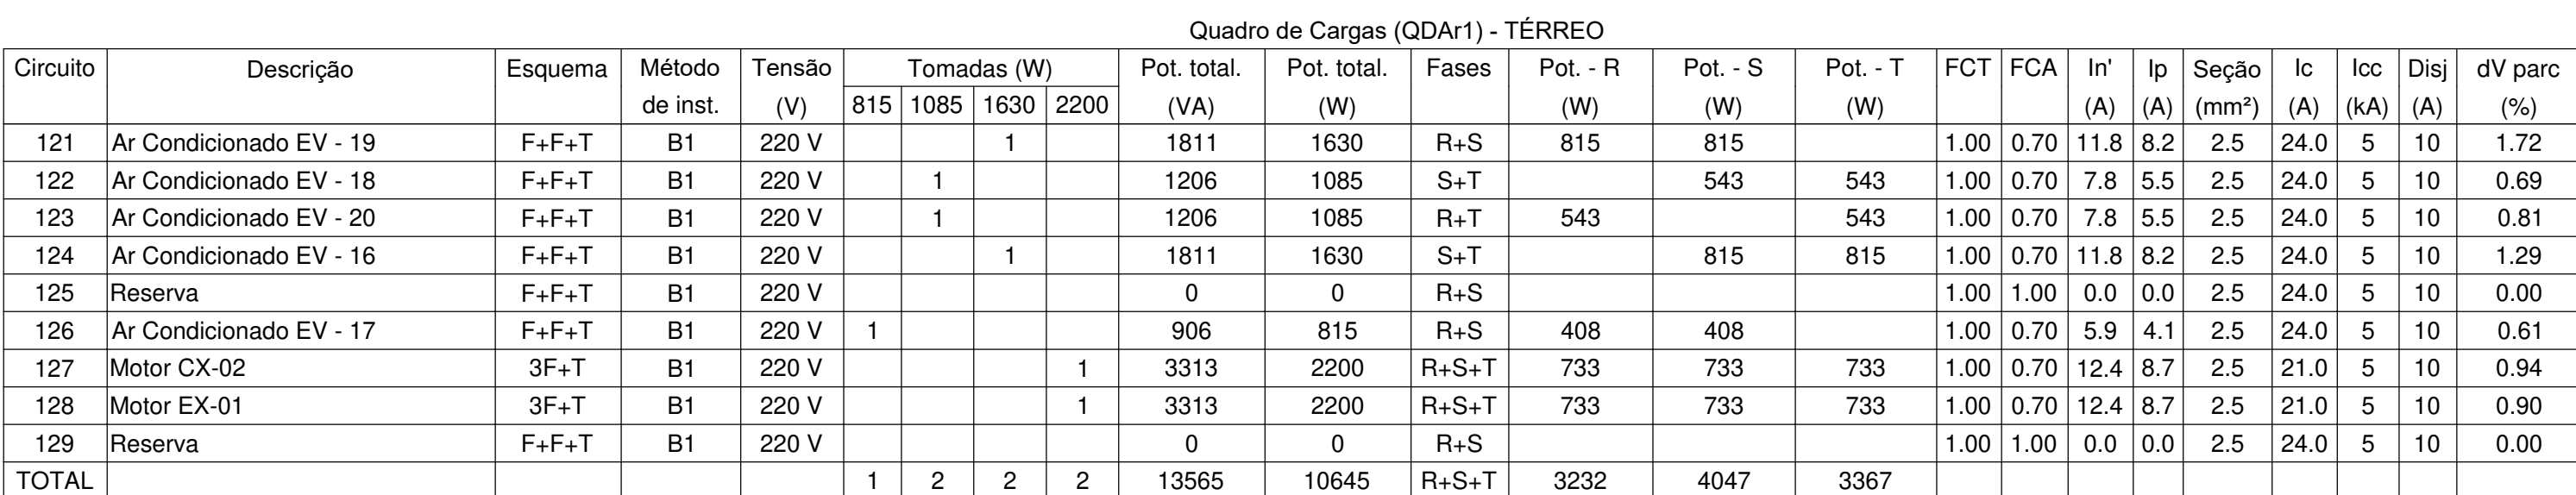 Quadro de Cargas (QDAr1) - TÉRREO
Circuito Descrição Esquema Método Tensão Tomadas (W) Pot. total. Pot. total. Fases Pot. - R Pot. - S Pot. - T FCT FCA In' Ip Seção Ic Icc Disj dV parc
de inst. (V) 815 1085 1630 2200 (VA) (W) (W) (W) (W) (A) (A) (mm²) (A) (kA) (A) (%)
121 Ar Condicionado EV - 19 F+F+T B1 220 V 1 1811 1630 R+S 815 815 1.00 0.70 11.8 8.2 2.5 24.0 5 10 1.72
122 Ar Condicionado EV - 18 F+F+T B1 220 V 1 1206 1085 S+T 543 543 1.00 0.70 7.8 5.5 2.5 24.0 5 10 0.69
123 Ar Condicionado EV - 20 F+F+T B1 220 V 1 1206 1085 R+T 543 543 1.00 0.70 7.8 5.5 2.5 24.0 5 10 0.81
124 Ar Condicionado EV - 16 F+F+T B1 220 V 1 1811 1630 S+T 815 815 1.00 0.70 11.8 8.2 2.5 24.0 5 10 1.29
125 Reserva F+F+T B1 220 V 0 0 R+S 1.00 1.00 0.0 0.0 2.5 24.0 5 10 0.00
126 Ar Condicionado EV - 17 F+F+T B1 220 V 1 906 815 R+S 408 408 1.00 0.70 5.9 4.1 2.5 24.0 5 10 0.61
127 Motor CX-02 3F+T B1 220 V 1 3313 2200 R+S+T 733 733 733 1.00 0.70 12.4 8.7 2.5 21.0 5 10 0.94
128 Motor EX-01 3F+T B1 220 V 1 3313 2200 R+S+T 733 733 733 1.00 0.70 12.4 8.7 2.5 21.0 5 10 0.90
129 Reserva F+F+T B1 220 V 0 0 R+S 1.00 1.00 0.0 0.0 2.5 24.0 5 10 0.00
TOTAL 1 2 2 2 13565 10645 R+S+T 3232 4047 3367